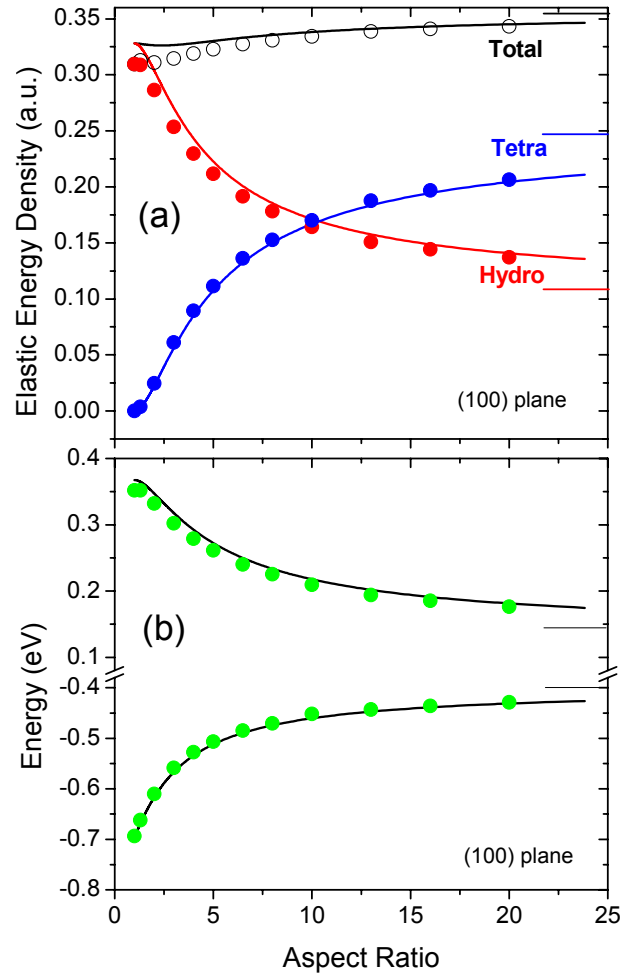 0.35
0.30
0.25
0.20
0.15
0.10
0.05
0.00
Elastic Energy Density (a.u.)
Total
Tetra
(a)
Hydro
(100) plane
0.4
0.3
0.2
0.1
-0.4
-0.5
-0.6
-0.7
-0.8
Energy (eV)
(b)
(100) plane
0 5 10 15 20 25
Aspect Ratio